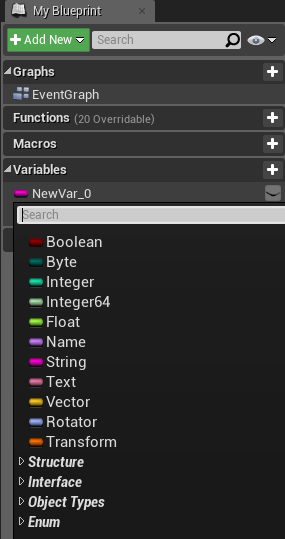 My Blueprint
Add New
Search
Graphs
EventGraph
Functions (20 Overridable)
Macros
Variables
NewVar_0
Search
Boolean
Byte
Integer
Integer64
Float
Name
String
Text
Vector
Rotator
Transform
Structure
Interface
Object Types
Enum